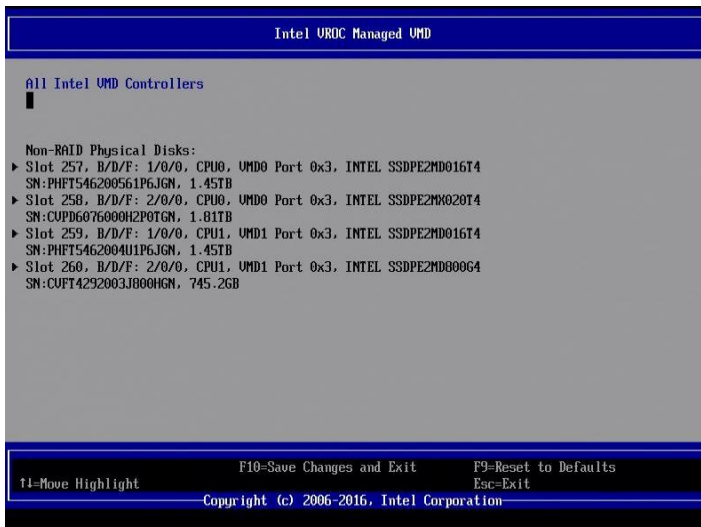 Intel VROC Managed VMD
All Intel VMD Controllers
Non-RAID Physical Disks:
Slot 257, B/D/F: 1/0/0, CPU0, VMD0 Port 0x3, INTEL SSDPE2MD016T4
SN:PHFT546200561P6JGN, 1.45TB
Slot 258, B/D/F: 2/0/0, CPU0, VMD0 Port 0x3, INTEL SSDPE2MX020T4
SN:CVPD6076000H2P0TGN, 1.81TB
Slot 259, B/D/F: 1/0/0, CPU1, VMD1 Port 0x3, INTEL SSDPE2MD016T4
SN:PHFT5462004U1P6JGN, 1.45TB
Slot 260, B/D/F: 2/0/0, CPU1, VMD1 Port 0x3, INTEL SSDPE2MD800G4
SN:CVFT4292003J800HGN, 745.2GB
F10=Save Changes and Exit F9=Reset to Defaults
↑↓=Move Highlight Esc=Exit
Copyright (c) 2006-2016, Intel Corporation